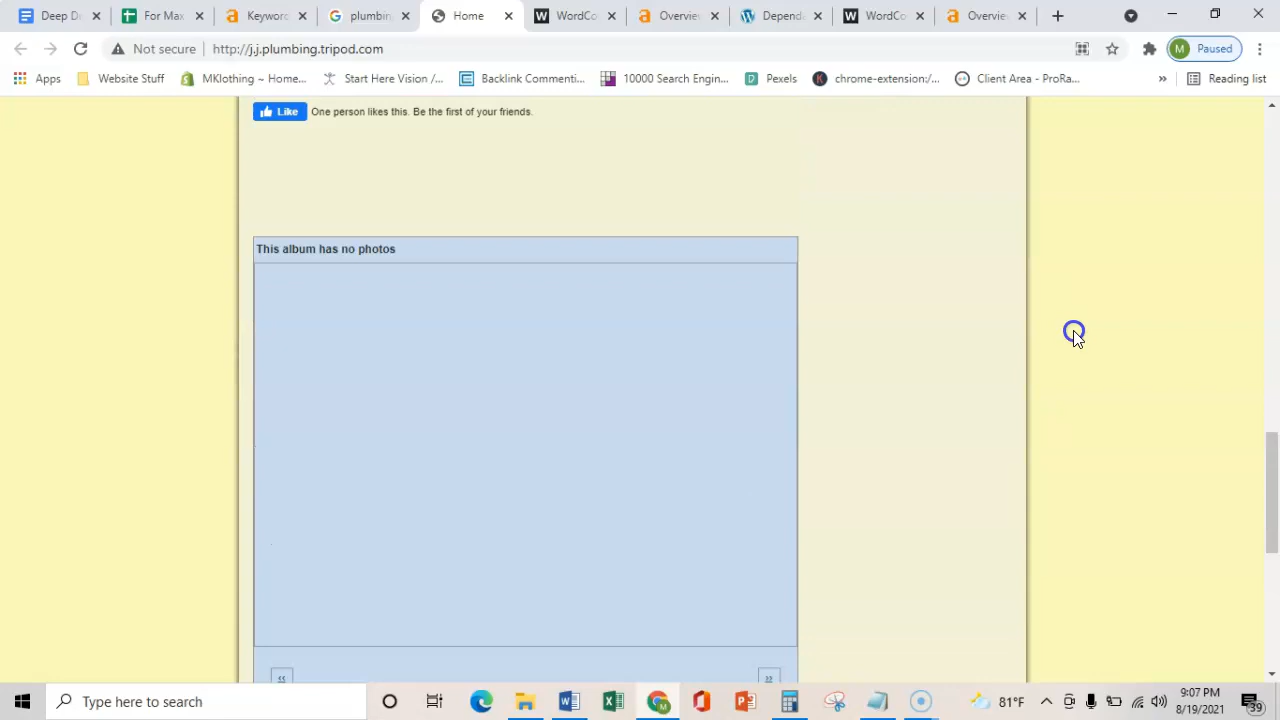 Deep D
For Max
Keyword
plumbin
Home
WordCo
Overvie
Depend
WordCo
Overvie
Not secure
http://j.j.plumbing.tripod.com
M
Paused
Apps
Website Stuff
MKlothing ~ Home...
Start Here Vision /...
Backlink Commenti...
10000 Search Engin...
Pexels
chrome-extension:/...
Client Area - ProRa...
»
Reading list
Like
One person likes this. Be the first of your friends.
This album has no photos
Type here to search
81°F
9:07 PM
8/19/2021
39